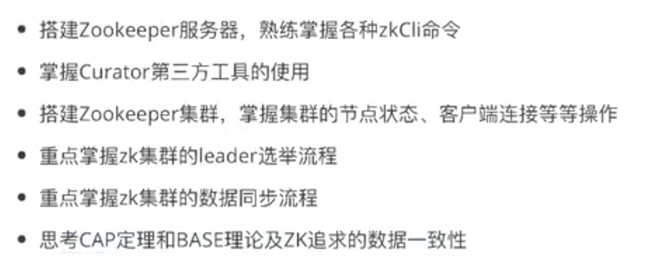 搭建Zookeeper服务器，熟练掌握各种zkCli命令
掌握Curator第三方工具的使用
搭建Zookeeper集群，掌握集群的节点状态、客户端连接等等操作
重点掌握zk集群的leader选举流程
重点掌握zk集群的数据同步流程
思考CAP定理和BASE理论及ZK追求的数据一致性